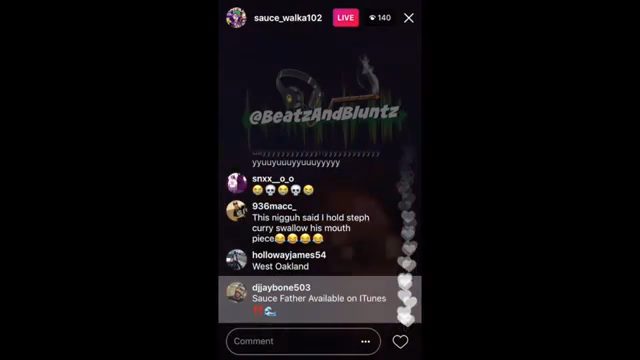 sauce_walka102
LIVE
140
@BeatzAndBluntz
yyuuyuuuyyuuuyyyyy
snxx__o_o
😂💀😂💀😂
936macc_
This nigguh said I hold steph
curry swallow his mouth
piece😂😂😂😂
hollowayjames54
West Oakland
djjaybone503
Sauce Father Available on ITunes
‼️🌊
Comment